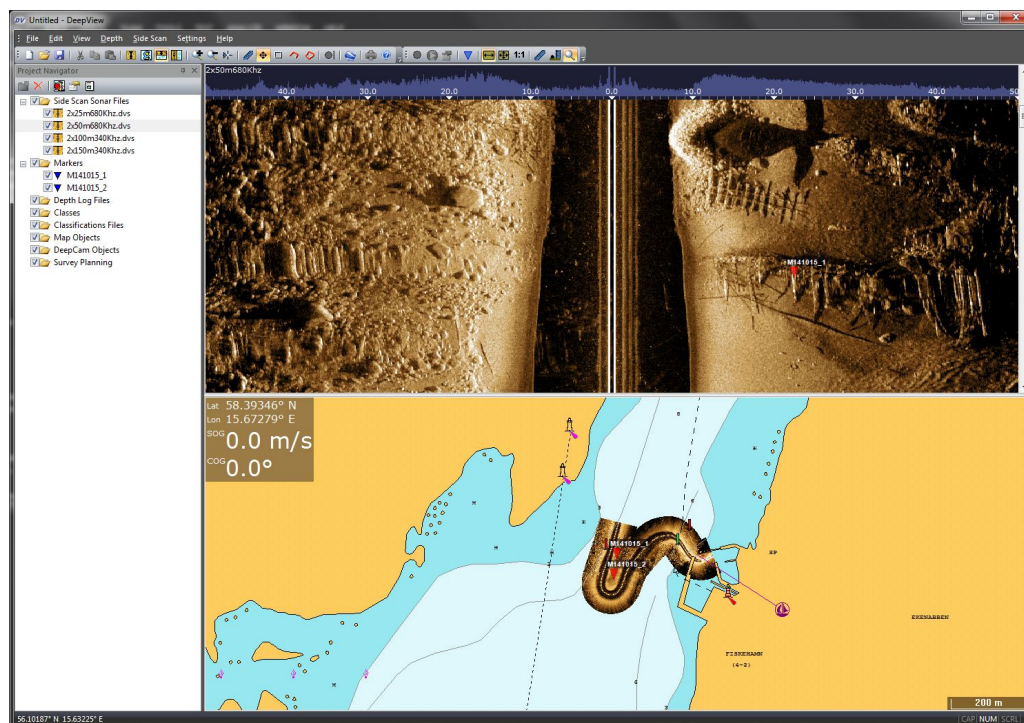 Untitled - DeepView
File Edit View Depth Side Scan Settings Help
1:1
Project Navigator
Side Scan Sonar Files
2x25m680Khz.dvs
2x50m680Khz.dvs
2x100m340Khz.dvs
2x150m340Khz.dvs
Markers
M141015_1
M141015_2
Depth Log Files
Classes
Classifications Files
Map Objects
DeepCam Objects
Survey Planning
2x50m680Khz
40.0 30.0 20.0 10.0 0.0 10.0 20.0 30.0 40.0 50
M141015_1
Lat 58.39346° N
Lon 15.67279° E
SOG 0.0 m/s
COG 0.0°
M141015_1
M141015_2
SP
EKENABBEN
FISKEHAMN
(4-2)
200 m
56.10187° N 15.63225° E
CAP NUM SCRL